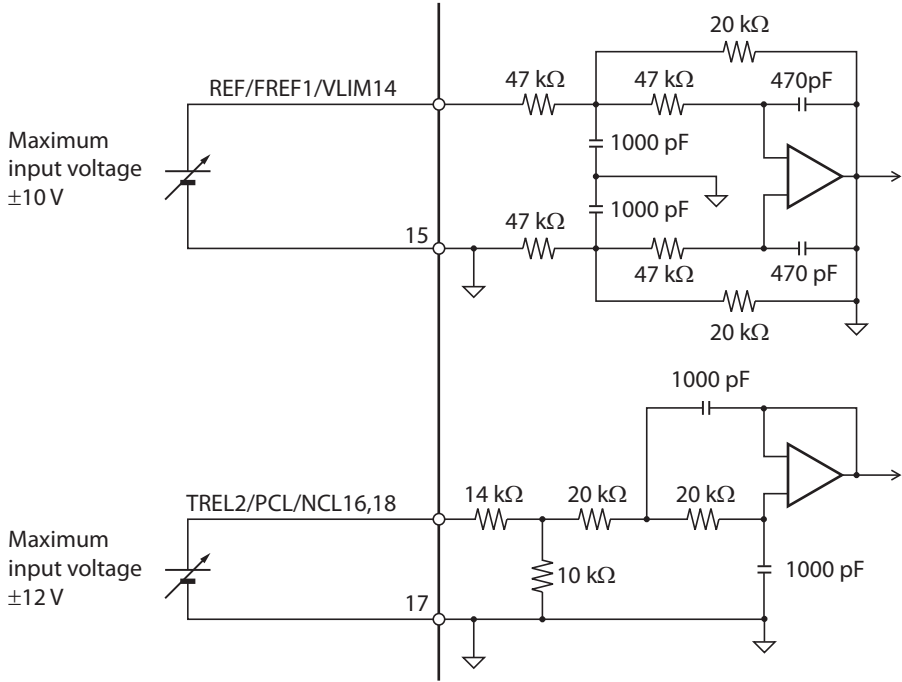 20 kΩ
REF/FREF1/VLIM14
47 kΩ
47 kΩ
470pF
Maximum
input voltage
±10 V
1000 pF
1000 pF
15
47 kΩ
47 kΩ
470 pF
20 kΩ
1000 pF
TREL2/PCL/NCL16,18
14 kΩ
20 kΩ
20 kΩ
Maximum
input voltage
±12 V
10 kΩ
1000 pF
17